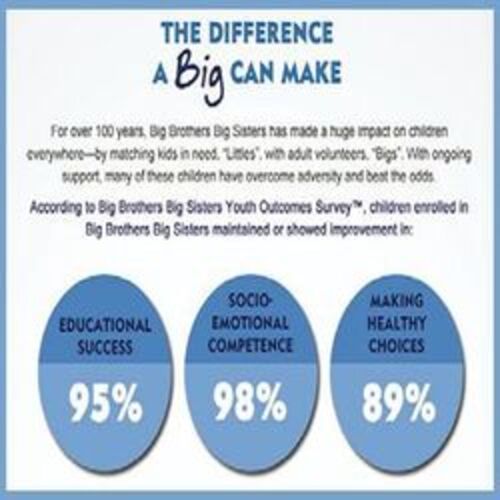 THE DIFFERENCE
A Big CAN MAKE
For over 100 years, Big Brothers Big Sisters has made a huge impact on children
everywhere—by matching kids in need, "Littles", with adult volunteers, "Bigs". With ongoing
support, many of these children have overcome adversity and beat the odds.
According to Big Brothers Big Sisters Youth Outcomes Survey™, children enrolled in
Big Brothers Big Sisters maintained or showed improvement in:
EDUCATIONAL
SUCCESS
95%
SOCIO-
EMOTIONAL
COMPETENCE
98%
MAKING
HEALTHY
CHOICES
89%